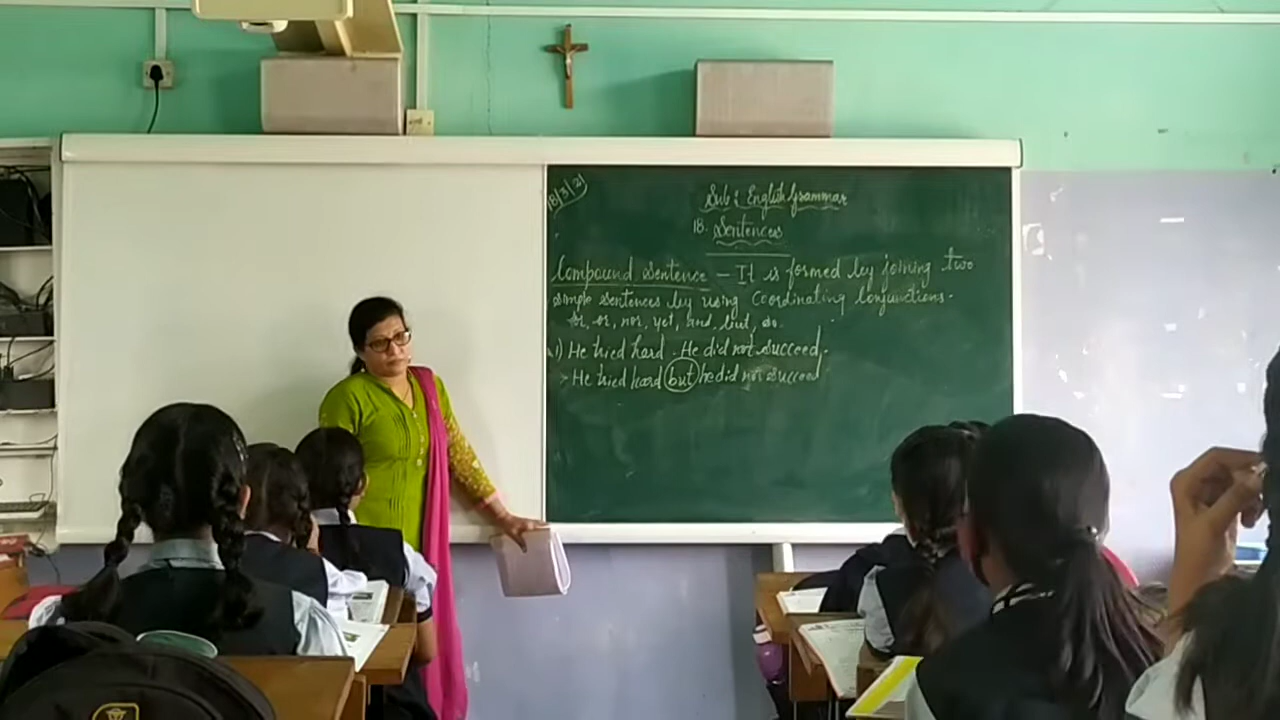 18/3/21
Sub : English Grammar
18. Sentences
Compound Sentence – It is formed by joining two
simple sentences by using Coordinating Conjunctions.
or, nor, yet, and, but, so.
1) He tried hard. He did not succeed.
> He tried hard but he did not succeed